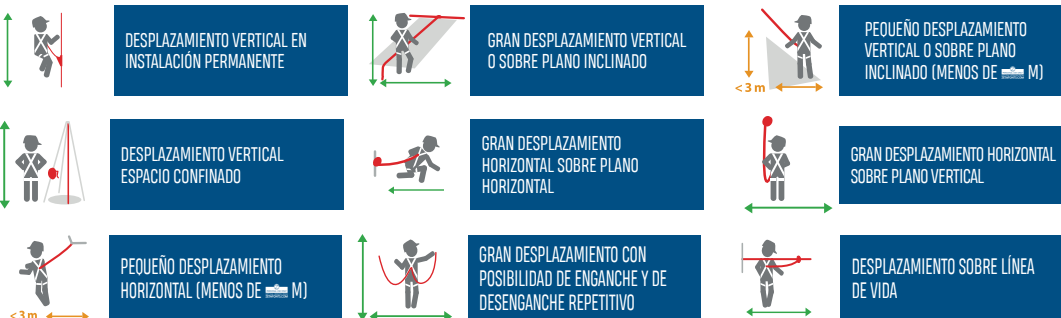 DESPLAZAMIENTO VERTICAL EN
INSTALACIÓN PERMANENTE
GRAN DESPLAZAMIENTO VERTICAL
O SOBRE PLANO INCLINADO
PEQUEÑO DESPLAZAMIENTO
VERTICAL O SOBRE PLANO
INCLINADO (MENOS DE M)
< 3 m
DESPLAZAMIENTO VERTICAL
ESPACIO CONFINADO
GRAN DESPLAZAMIENTO
HORIZONTAL SOBRE PLANO
HORIZONTAL
GRAN DESPLAZAMIENTO HORIZONTAL
SOBRE PLANO VERTICAL
PEQUEÑO DESPLAZAMIENTO
HORIZONTAL (MENOS DE M)
< 3 m
GRAN DESPLAZAMIENTO CON
POSIBILIDAD DE ENGANCHE Y DE
DESENGANCHE REPETITIVO
DESPLAZAMIENTO SOBRE LÍNEA
DE VIDA